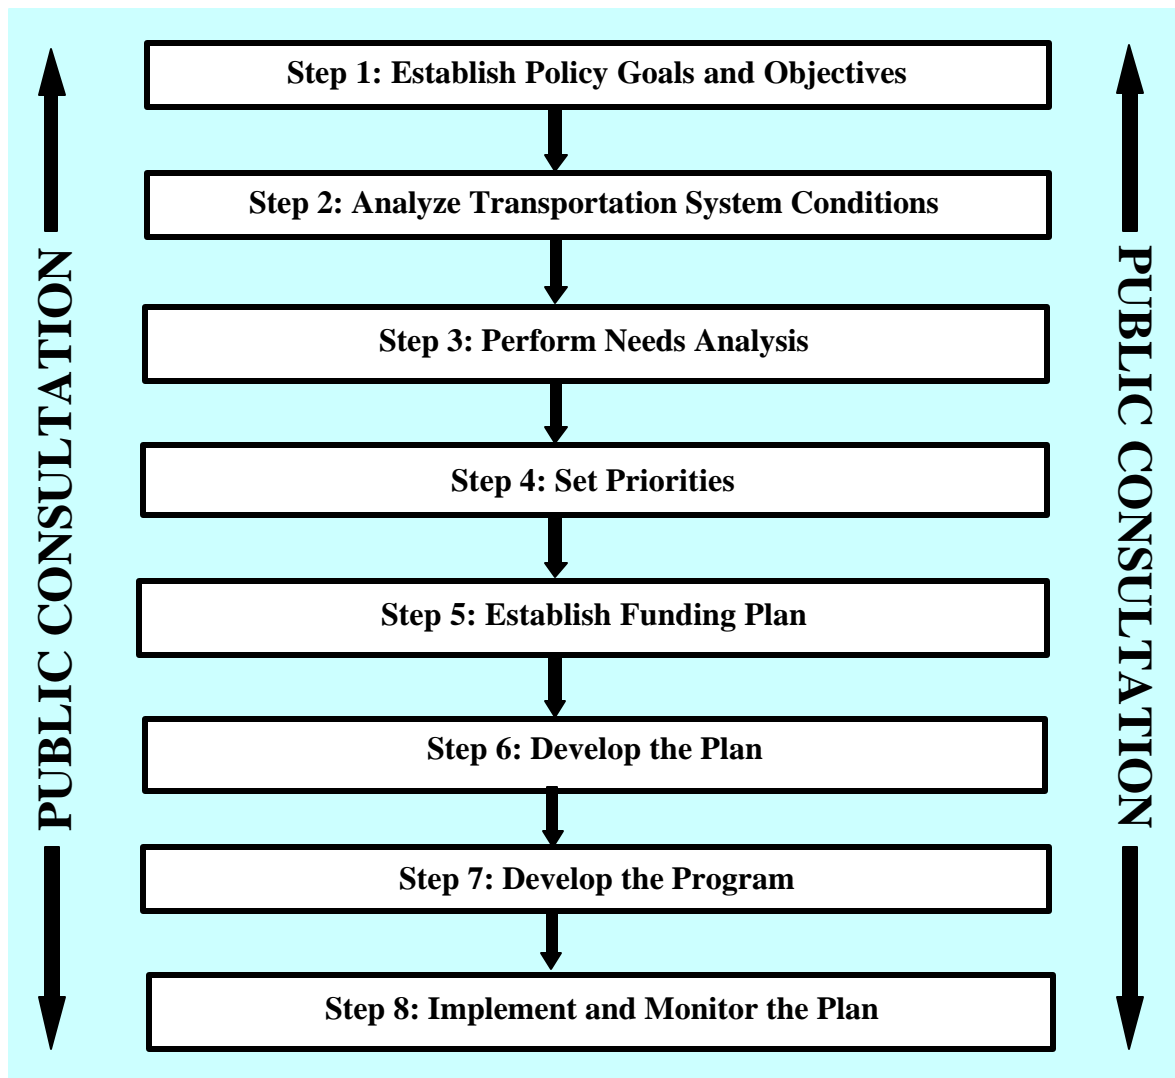 Step 1: Establish Policy Goals and Objectives
Step 2: Analyze Transportation System Conditions
Step 3: Perform Needs Analysis
Step 4: Set Priorities
Step 5: Establish Funding Plan
Step 6: Develop the Plan
Step 7: Develop the Program
Step 8: Implement and Monitor the Plan
PUBLIC CONSULTATION
PUBLIC CONSULTATION